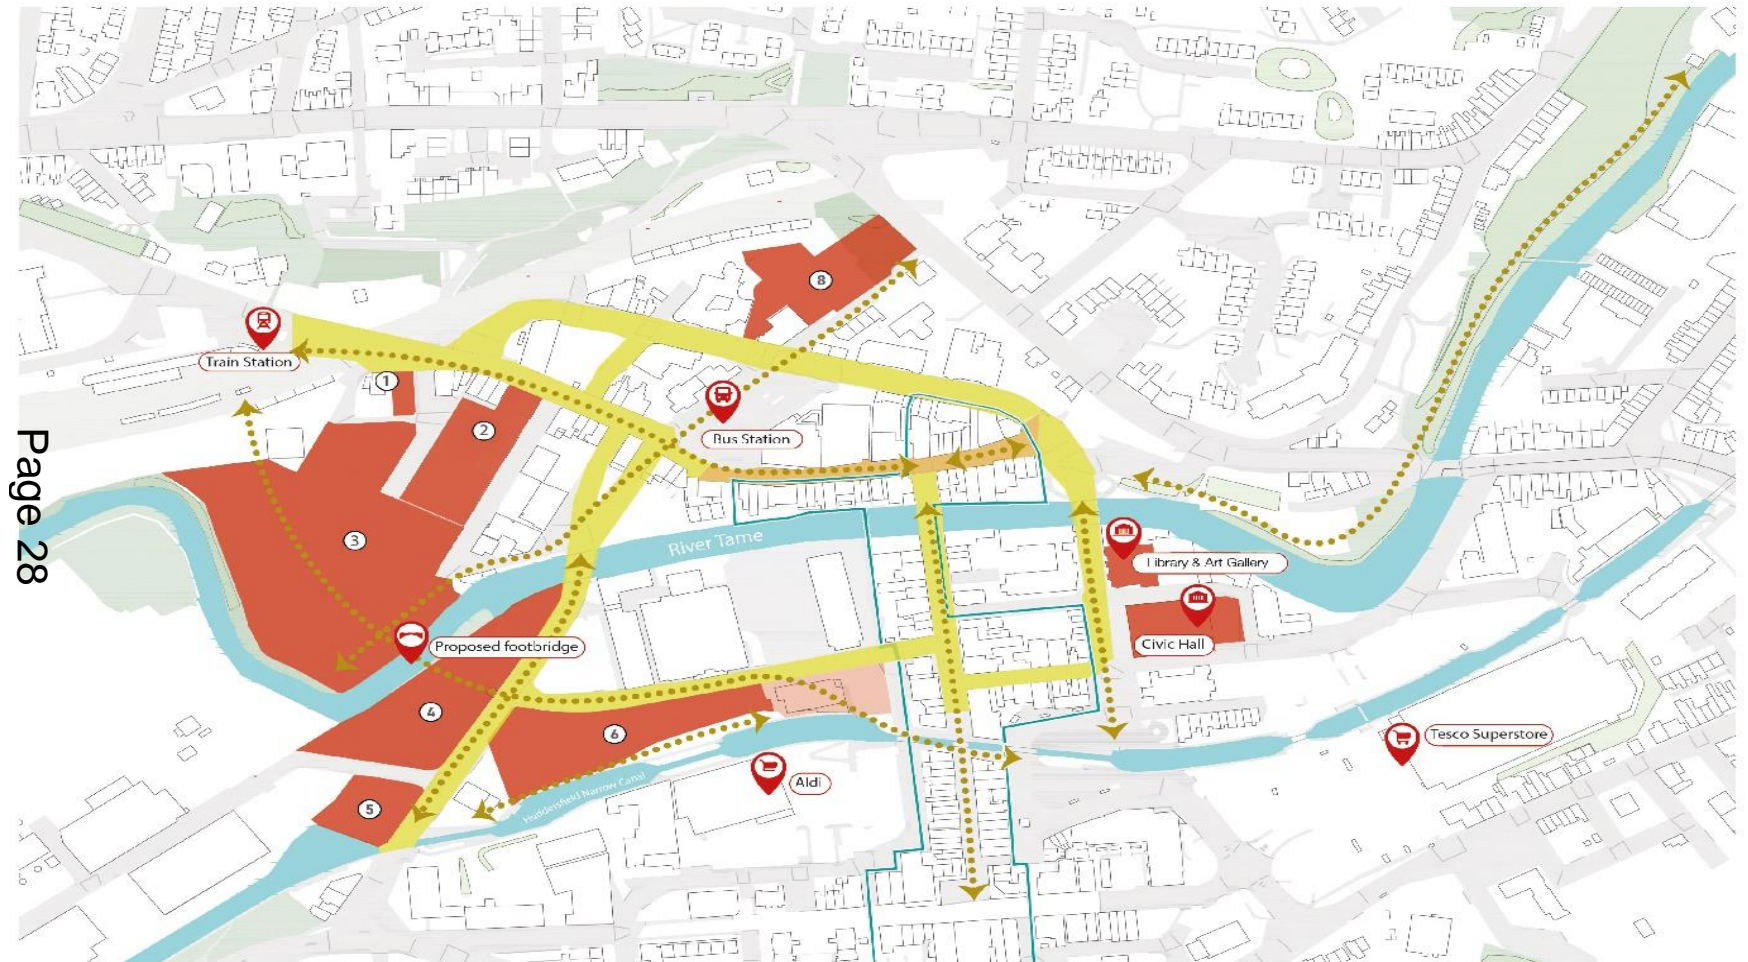 Page 28
8
Train Station
1
Bus Station
2
3
River Tame
Library & Art Gallery
Civic Hall
Proposed footbridge
4
6
5
Aldi
Huddersfield Narrow Canal
Tesco Superstore